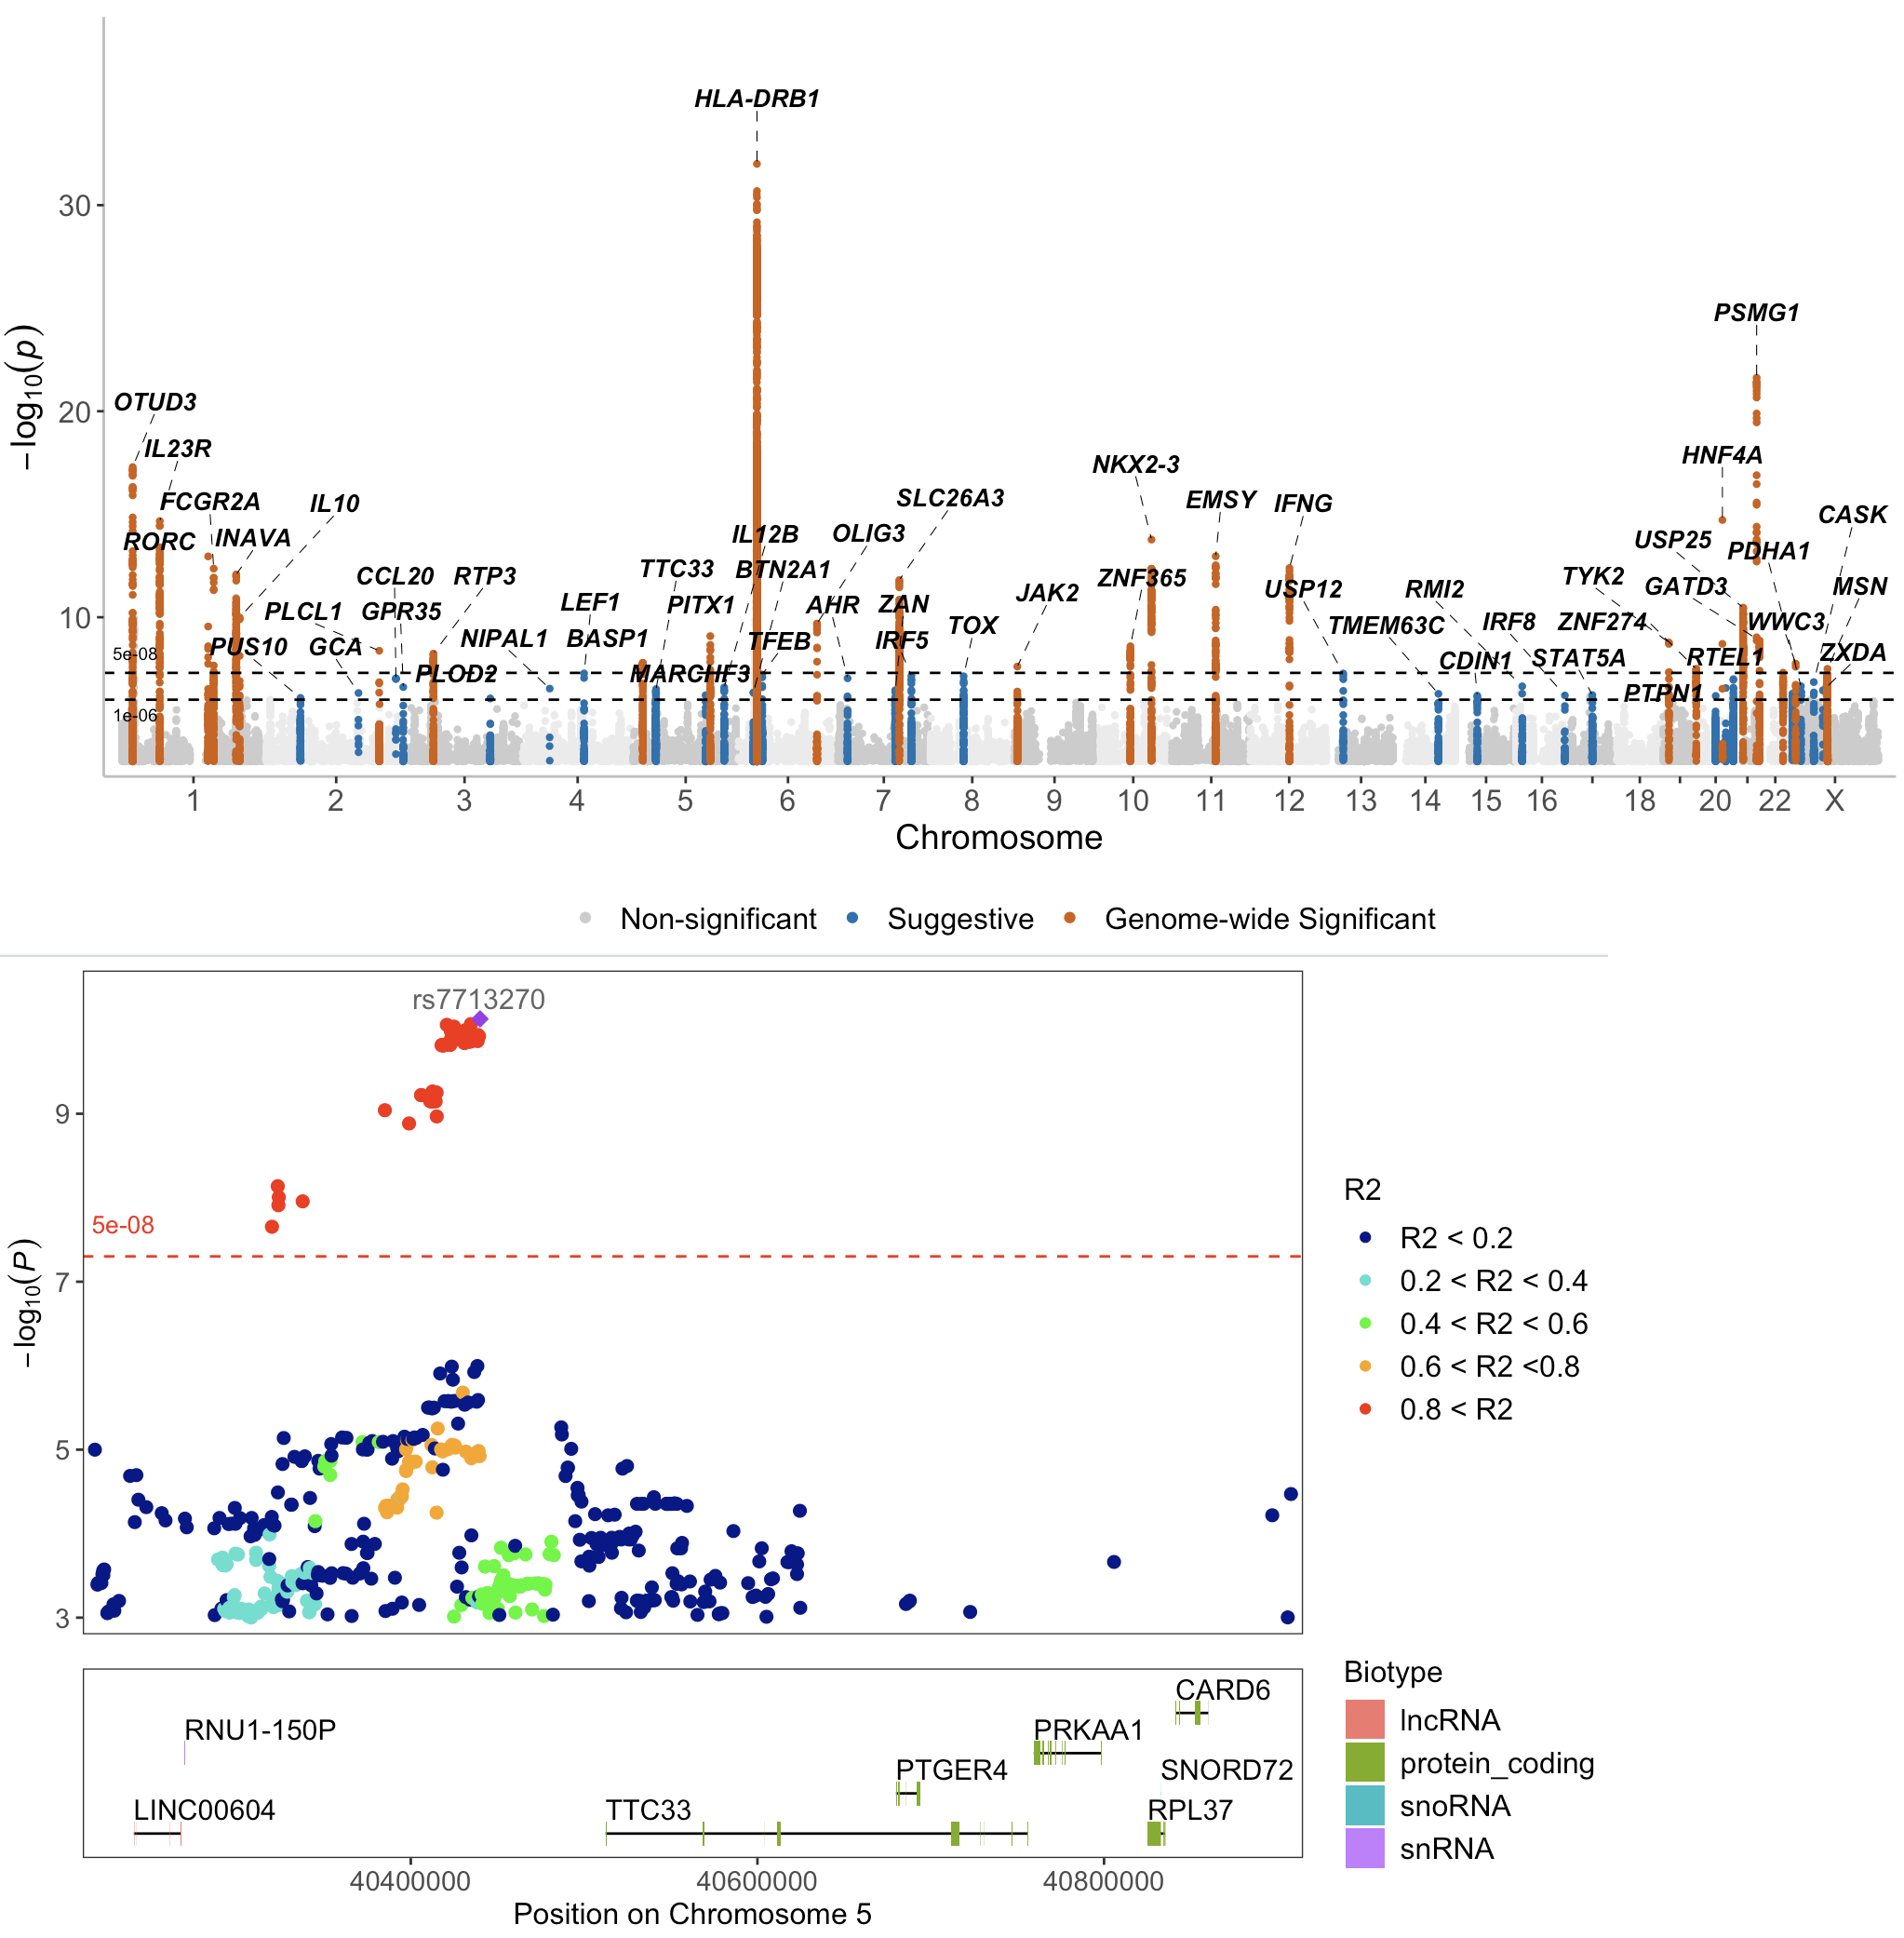 HLA-DRB1
30
PSMG1
20
OTUD3
IL23R
HNF4A
NKX2-3
FCGR2A
IL10
SLC26A3
EMSY
IFNG
CASK
RORC
INAVA
IL12B
OLIG3
USP25
PDHA1
CCL20
RTP3
TTC33
BTN2A1
ZNF365
TYK2
GATD3
MSN
JAK2
USP12
RMI2
PLCL1
GPR35
LEF1
PITX1
AHR
ZAN
10
TOX
TMEM63C
IRF8
ZNF274
WWC3
PUS10
GCA
NIPAL1
BASP1
TFEB
IRF5
5e-08
PLOD2
MARCHF3
CDIN1
STAT5A
RTEL1
ZXDA
PTPN1
1e-06
−log10(p)
1 2 3 4 5 6 7 8 9 10 11 12 13 14 15 16 18 20 22 X
Chromosome
Non-significant Suggestive Genome-wide Significant
rs7713270
9
5e-08
7
5
3
−log10(P)
R2
R2 < 0.2
0.2 < R2 < 0.4
0.4 < R2 < 0.6
0.6 < R2 <0.8
0.8 < R2
CARD6
RNU1-150P
PRKAA1
PTGER4
SNORD72
LINC00604
TTC33
RPL37
Biotype
lncRNA
protein_coding
snoRNA
snRNA
40400000 40600000 40800000
Position on Chromosome 5